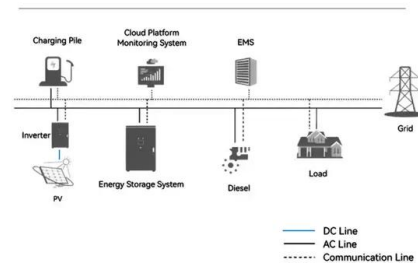 Charging Pile
Cloud Platform
Monitoring System
EMS
Grid
Inverter
PV
Energy Storage System
Diesel
Load
DC Line
AC Line
Communication Line